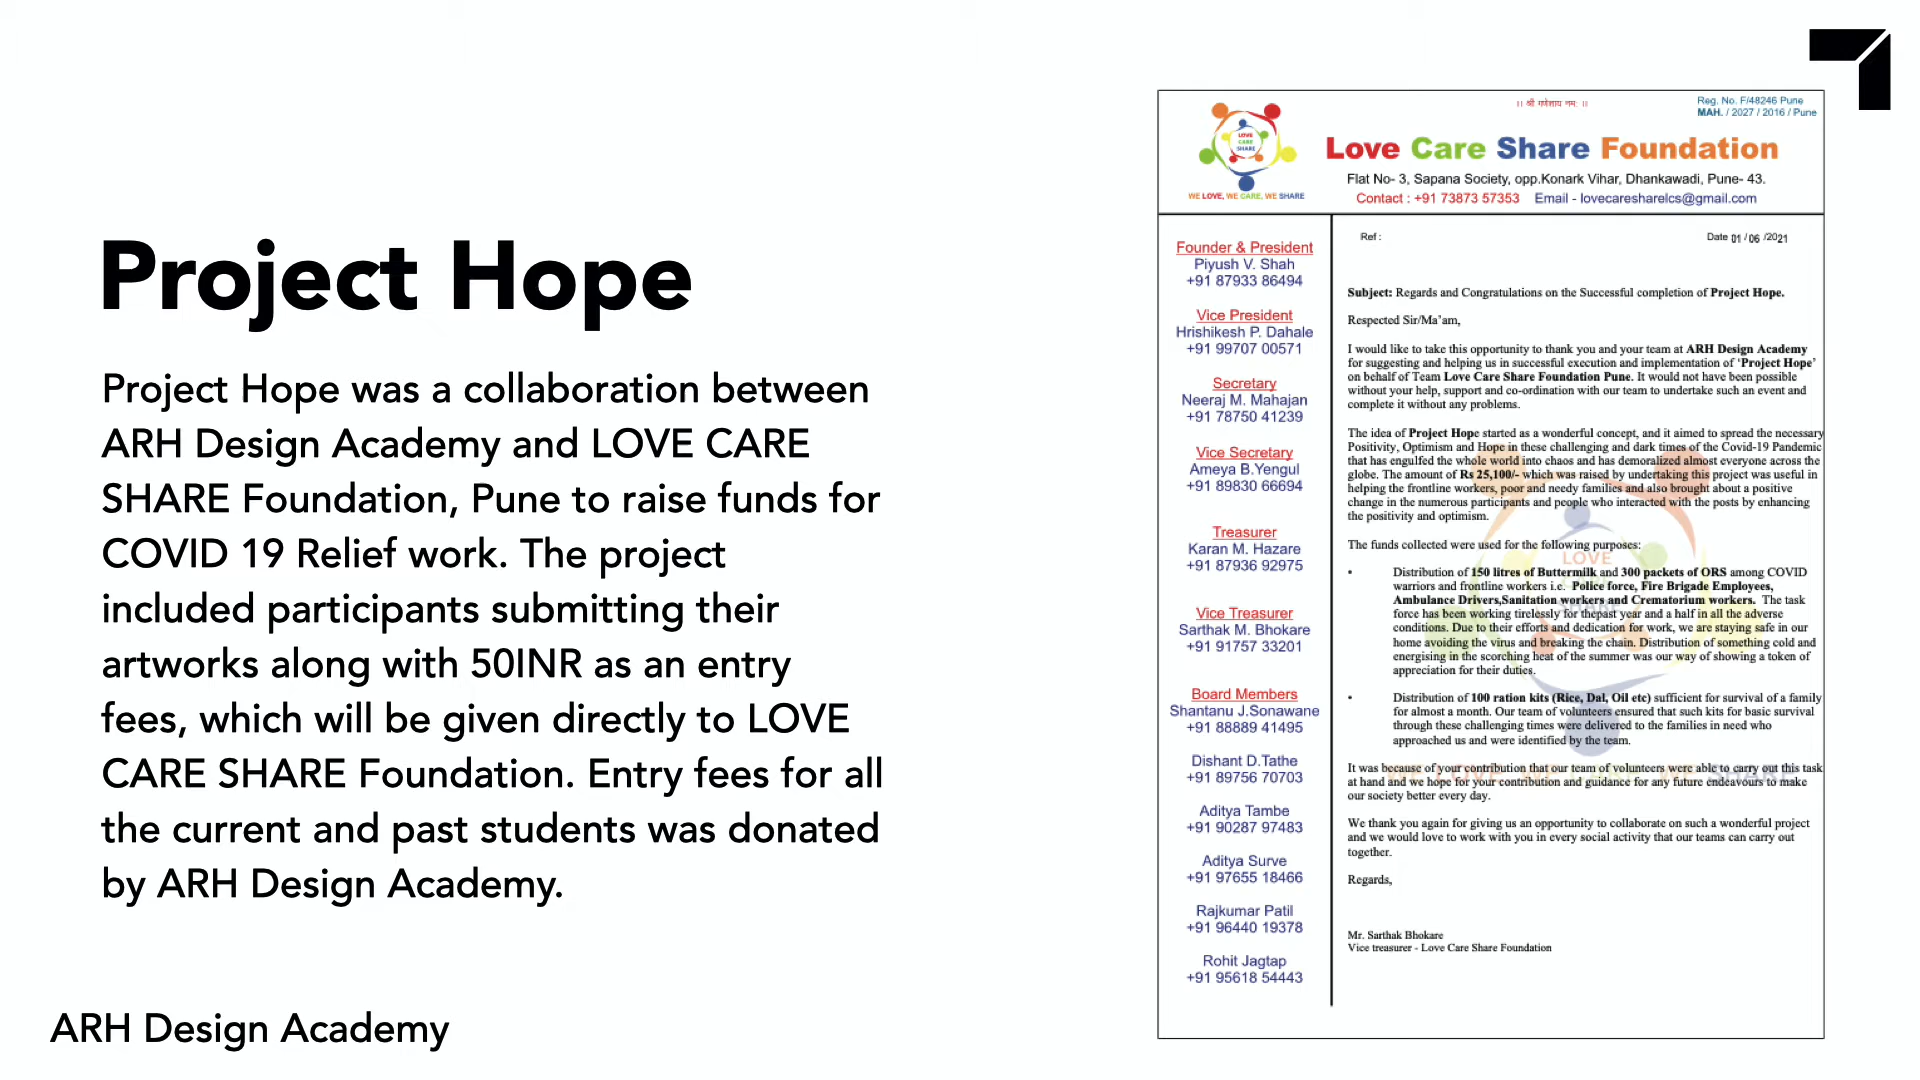 Project Hope
Project Hope was a collaboration between
ARH Design Academy and LOVE CARE
SHARE Foundation, Pune to raise funds for
COVID 19 Relief work. The project
included participants submitting their
artworks along with 50INR as an entry
fees, which will be given directly to LOVE
CARE SHARE Foundation. Entry fees for all
the current and past students was donated
by ARH Design Academy.
ARH Design Academy
।। श्री गणेशाय नम: ।।
Reg. No. F/48246 Pune
MAH. / 2027 / 2016 / Pune
LOVE
CARE
SHARE
WE LOVE, WE CARE, WE SHARE
Love Care Share Foundation
Flat No- 3, Sapana Society, opp.Konark Vihar, Dhankawadi, Pune- 43.
Contact : +91 73873 57353 Email - lovecaresharelcs@gmail.com
Founder & President
Piyush V. Shah
+91 87933 86494
Vice President
Hrishikesh P. Dahale
+91 99707 00571
Secretary
Neeraj M. Mahajan
+91 78750 41239
Vice Secretary
Ameya B.Yengul
+91 89830 66694
Treasurer
Karan M. Hazare
+91 87936 92975
Vice Treasurer
Sarthak M. Bhokare
+91 91757 33201
Board Members
Shantanu J.Sonawane
+91 88889 41495
Dishant D.Tathe
+91 89756 70703
Aditya Tambe
+91 90287 97483
Aditya Surve
+91 97655 18466
Rajkumar Patil
+91 96440 19378
Rohit Jagtap
+91 95618 54443
Ref :
Date 01 / 06 /2021
Subject: Regards and Congratulations on the Successful completion of Project Hope.
Respected Sir/Ma'am,
I would like to take this opportunity to thank you and your team at ARH Design Academy
for suggesting and helping us in successful execution and implementation of ‘Project Hope’
on behalf of Team Love Care Share Foundation Pune. It would not have been possible
without your help, support and co-ordination with our team to undertake such an event and
complete it without any problems.
The idea of Project Hope started as a wonderful concept, and it aimed to spread the necessary
Positivity, Optimism and Hope in these challenging and dark times of the Covid-19 Pandemic
that has engulfed the whole world into chaos and has demoralized almost everyone across the
globe. The amount of Rs 25,100/- which was raised by undertaking this project was useful in
helping the frontline workers, poor and needy families and also brought about a positive
change in the numerous participants and people who interacted with the posts by enhancing
the positivity and optimism.
The funds collected were used for the following purposes:
• Distribution of 150 litres of Buttermilk and 300 packets of ORS among COVID
warriors and frontline workers i.e. Police force, Fire Brigade Employees,
Ambulance Drivers,Sanitation workers and Crematorium workers. The task
force has been working tirelessly for thepast year and a half in all the adverse
conditions. Due to their efforts and dedication for work, we are staying safe in our
home avoiding the virus and breaking the chain. Distribution of something cold and
energising in the scorching heat of the summer was our way of showing a token of
appreciation for their duties.
• Distribution of 100 ration kits (Rice, Dal, Oil etc) sufficient for survival of a family
for almost a month. Our team of volunteers ensured that such kits for basic survival
through these challenging times were delivered to the families in need who
approached us and were identified by the team.
It was because of your contribution that our team of volunteers were able to carry out this task
at hand and we hope for your contribution and guidance for any future endeavours to make
our society better every day.
We thank you again for giving us an opportunity to collaborate on such a wonderful project
and we would love to work with you in every social activity that our teams can carry out
together.
Regards,
Mr. Sarthak Bhokare
Vice treasurer - Love Care Share Foundation